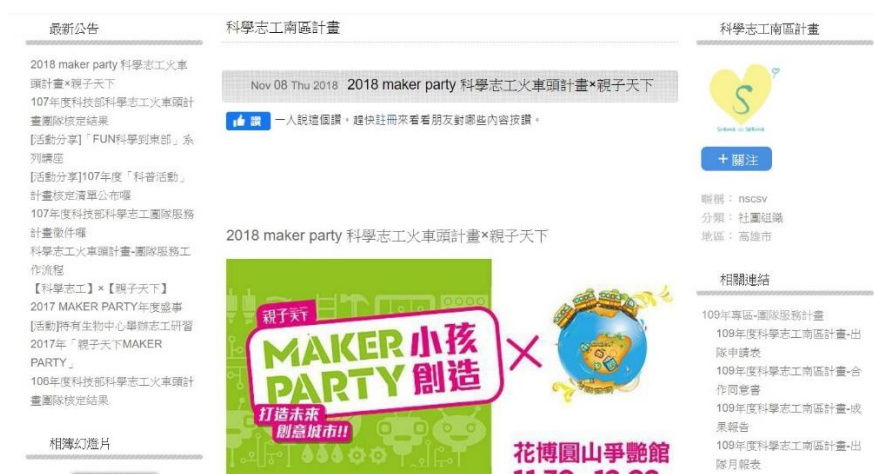 最新公告
2018 maker party 科學志工火車
頭計畫×親子天下
107年度科技部科學志工火車頭計
畫團隊核定結果
[活動分享]「FUN科學到東部」系
列講座
[活動分享]107年度「科普活動」
計畫核定清單公布囉
107年度科技部科學志工團隊服務
計畫徵件囉
科學志工火車頭計畫-團隊服務工
作流程
【科學志工】×【親子天下】
2017 MAKER PARTY年度盛事
[活動]特有生物中心舉辦志工研習
2017年「親子天下MAKER
PARTY」
106年度科技部科學志工火車頭計
畫團隊核定結果
相簿幻燈片
科學志工南區計畫
Nov 08 Thu 2018 2018 maker party 科學志工火車頭計畫×親子天下
讚 一人說這個讚。趕快註冊來看看朋友對哪些內容按讚。
2018 maker party 科學志工火車頭計畫×親子天下
親子天下
MAKER 小孩
PARTY 創造
打造未來
創意城市!!
×
花博圓山爭艷館
科學志工南區計畫
S
+關注
暱稱： nscsv
分類： 社團組織
地區： 高雄市
相關連結
109年專區-團隊服務計畫
109年度科學志工南區計畫-出
隊申請表
109年度科學志工南區計畫-合
作同意書
109年度科學志工南區計畫-成
果報告
109年度科學志工南區計畫-出
隊月報表